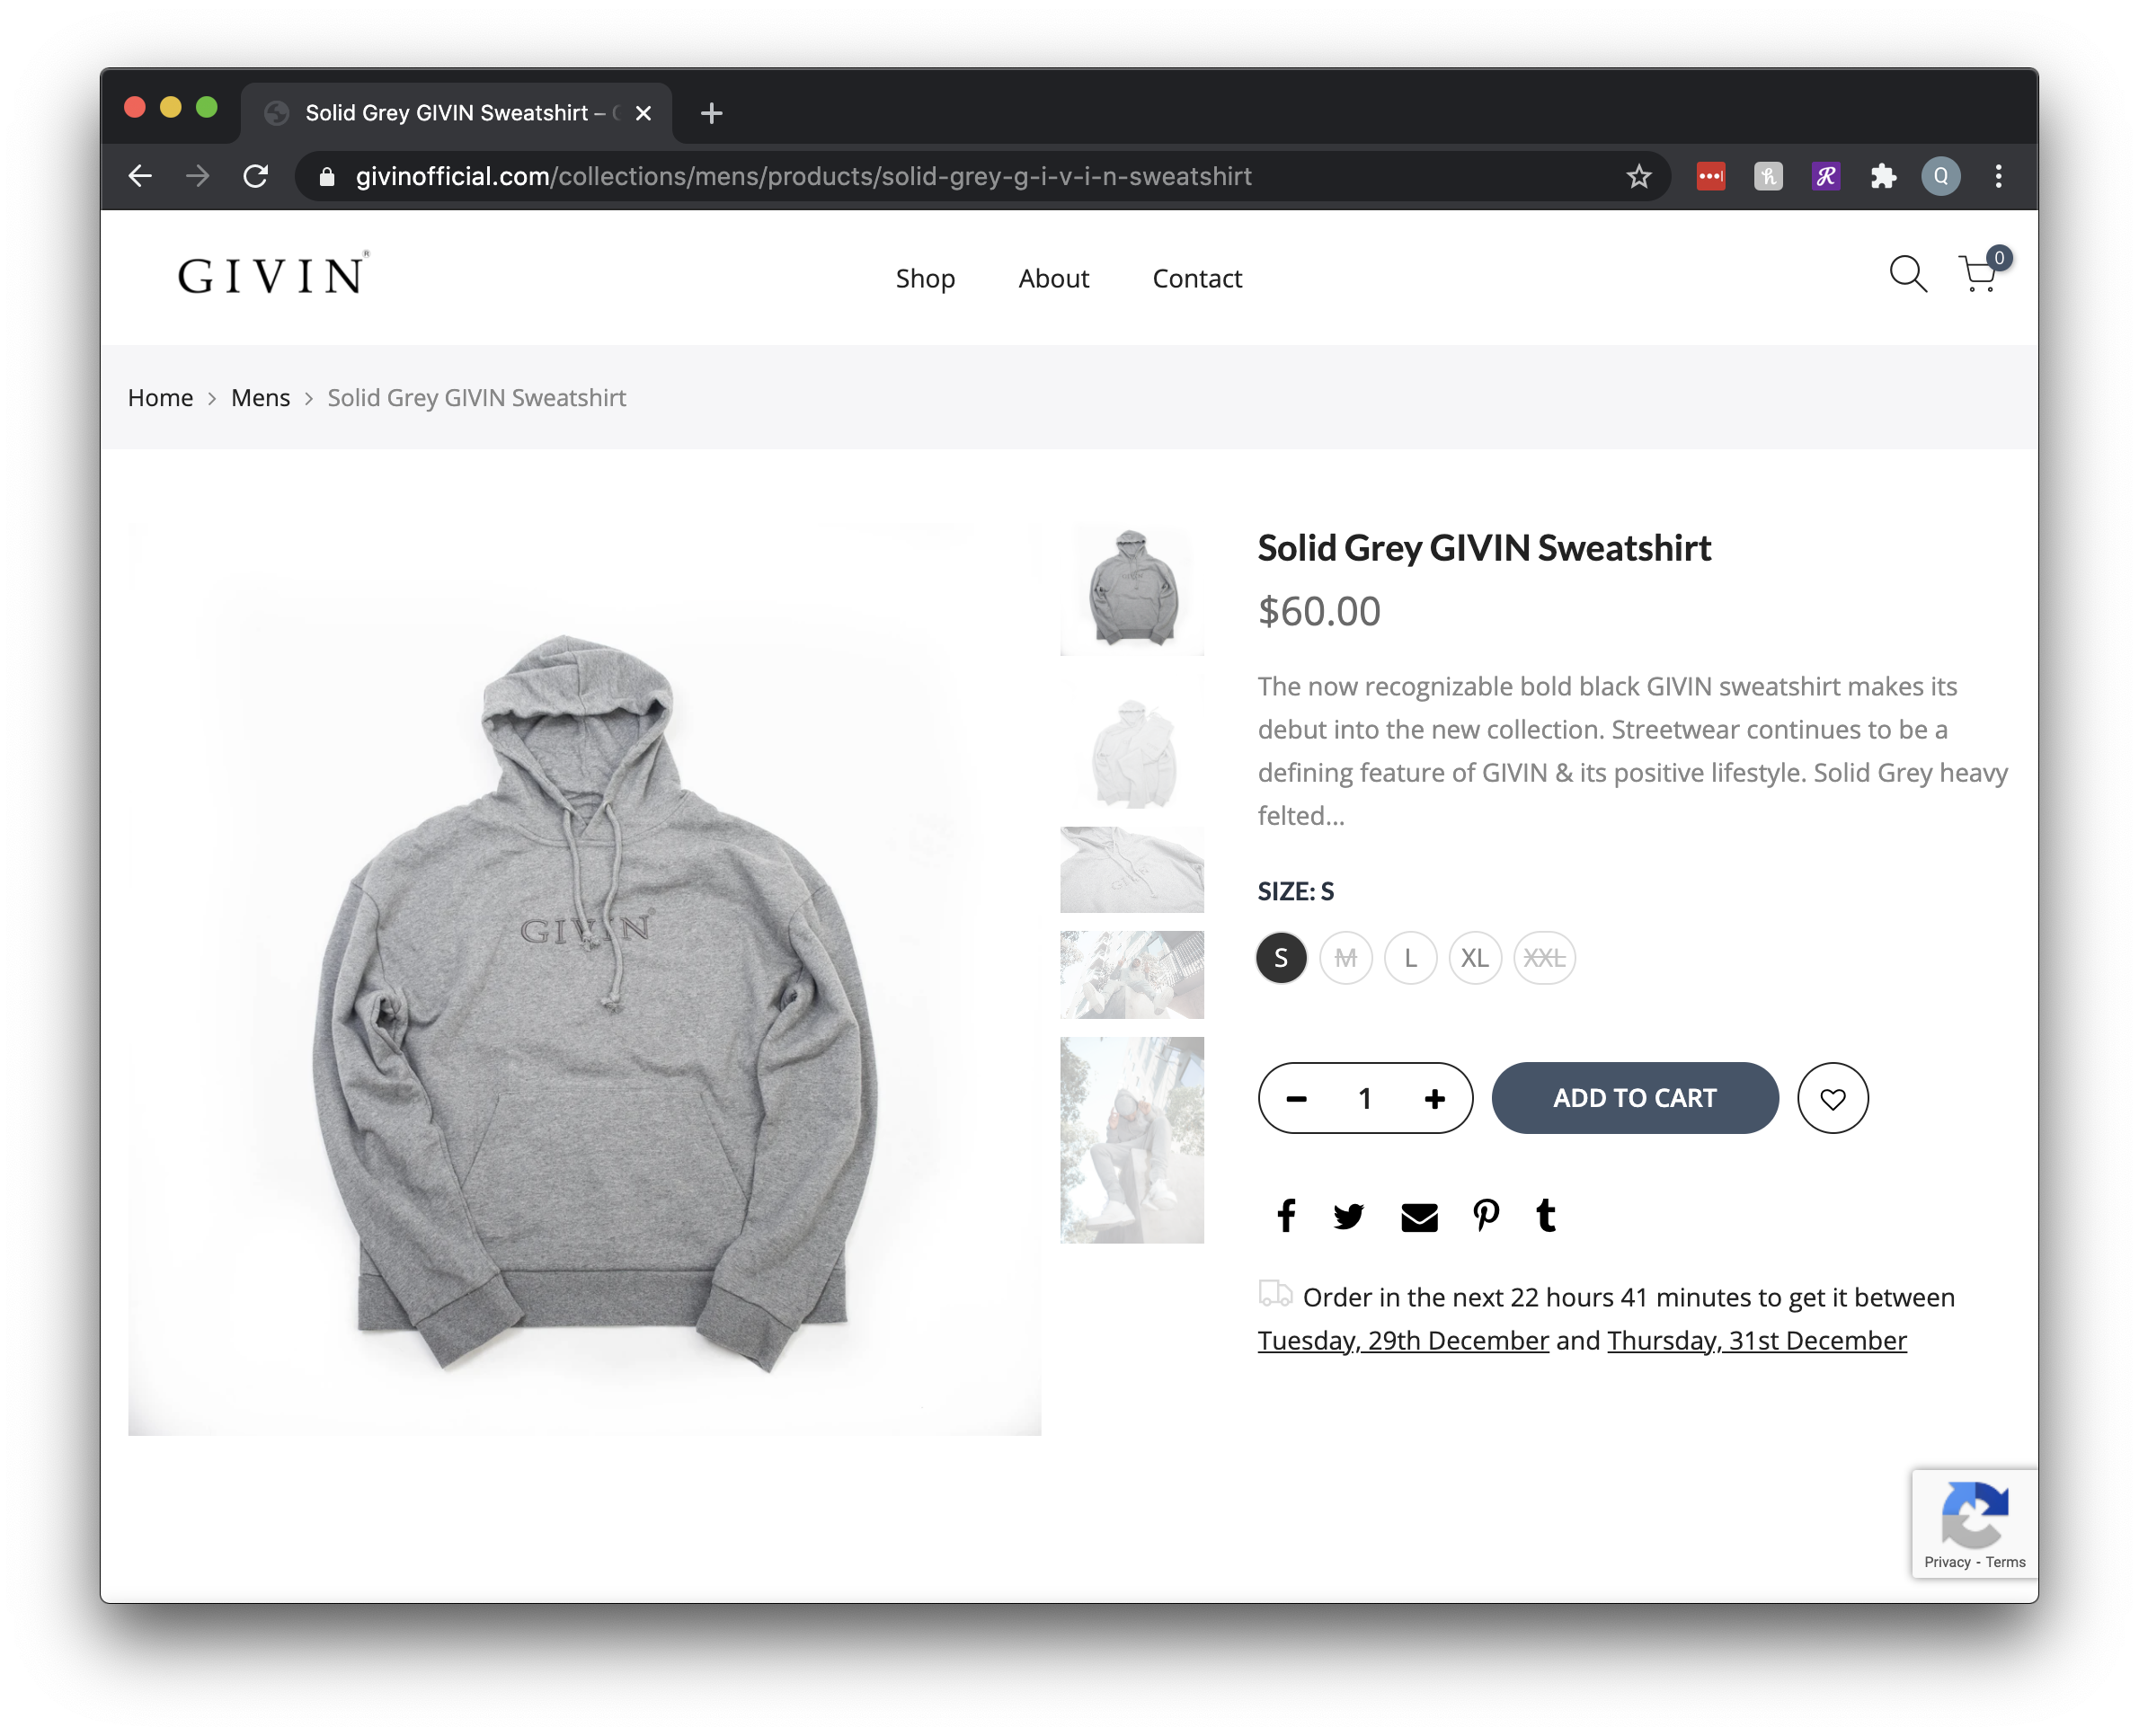 Solid Grey GIVIN Sweatshirt –
givinofficial.com/collections/mens/products/solid-grey-g-i-v-i-n-sweatshirt
Q
GIVIN®
Shop
About
Contact
0
Home > Mens > Solid Grey GIVIN Sweatshirt
GIVIN
Solid Grey GIVIN Sweatshirt
$60.00
The now recognizable bold black GIVIN sweatshirt makes its
debut into the new collection. Streetwear continues to be a
defining feature of GIVIN & its positive lifestyle. Solid Grey heavy
felted...
SIZE: S
S M L XL XXL
1
ADD TO CART
Order in the next 22 hours 41 minutes to get it between
Tuesday, 29th December and Thursday, 31st December
Privacy - Terms